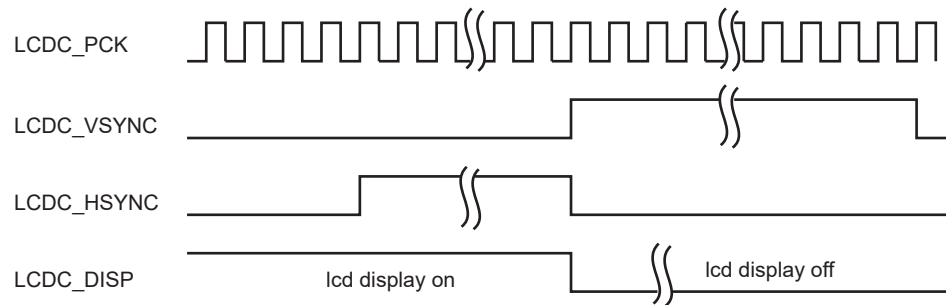 LCDC_PCK
LCDC_VSYNC
LCDC_HSYNC
LCDC_DISP
lcd display on
lcd display off